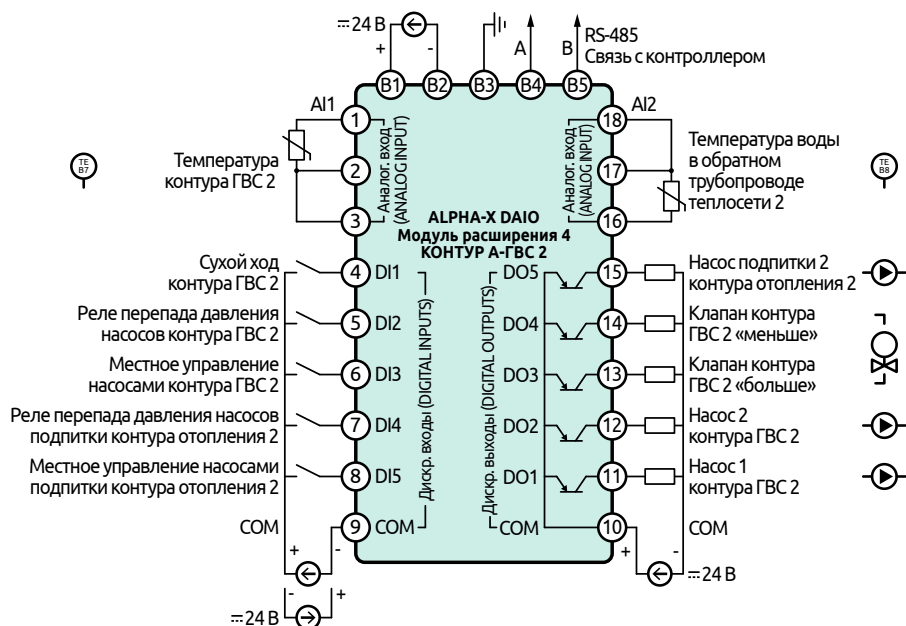 ⎓24 В
+
-
A
B
RS-485
Связь с контроллером
B1
B2
B3
B4
B5
AI1
AI2
1
2
3
18
17
16
Аналог. вход
(ANALOG INPUT)
Аналог. вход
(ANALOG INPUT)
TE
B7
Температура
контура ГВС 2
Температура воды
в обратном
трубопроводе
теплосети 2
TE
B8
ALPHA-X DAIO
Модуль расширения 4
КОНТУР А-ГВС 2
Сухой ход
контура ГВС 2
4
DI1
DO5
15
Насос подпитки 2
контура отопления 2
Реле перепада давления
насосов контура ГВС 2
5
DI2
DO4
14
Клапан контура
ГВС 2 «меньше»
Местное управление
насосами контура ГВС 2
6
DI3
DO3
13
Клапан контура
ГВС 2 «больше»
Реле перепада давления насосов
подпитки контура отопления 2
7
DI4
DO2
12
Насос 2
контура ГВС 2
Местное управление насосами
подпитки контура отопления 2
8
DI5
DO1
11
Насос 1
контура ГВС 2
Дискр. входы (DIGITAL INPUTS)
Дискр. выходы (DIGITAL OUTPUTS)
COM
9
COM
COM
10
COM
+
-
+
-
⎓24 В
-
+
⎓24 В